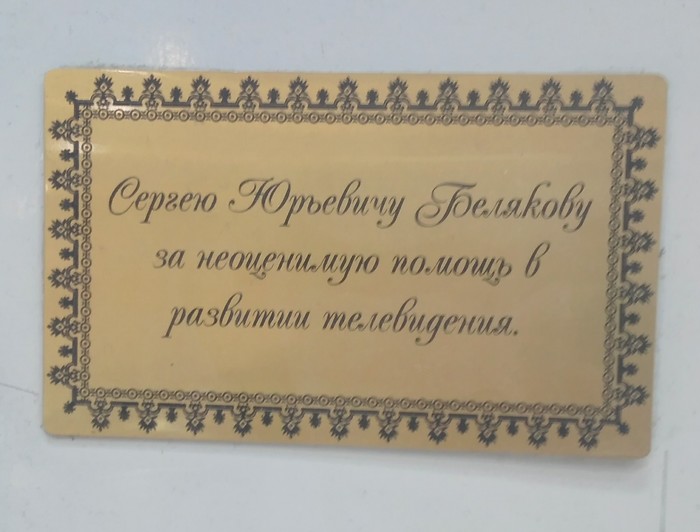 Сергею Юрьевичу Белякову
за неоценимую помощь в
развитии телевидения.